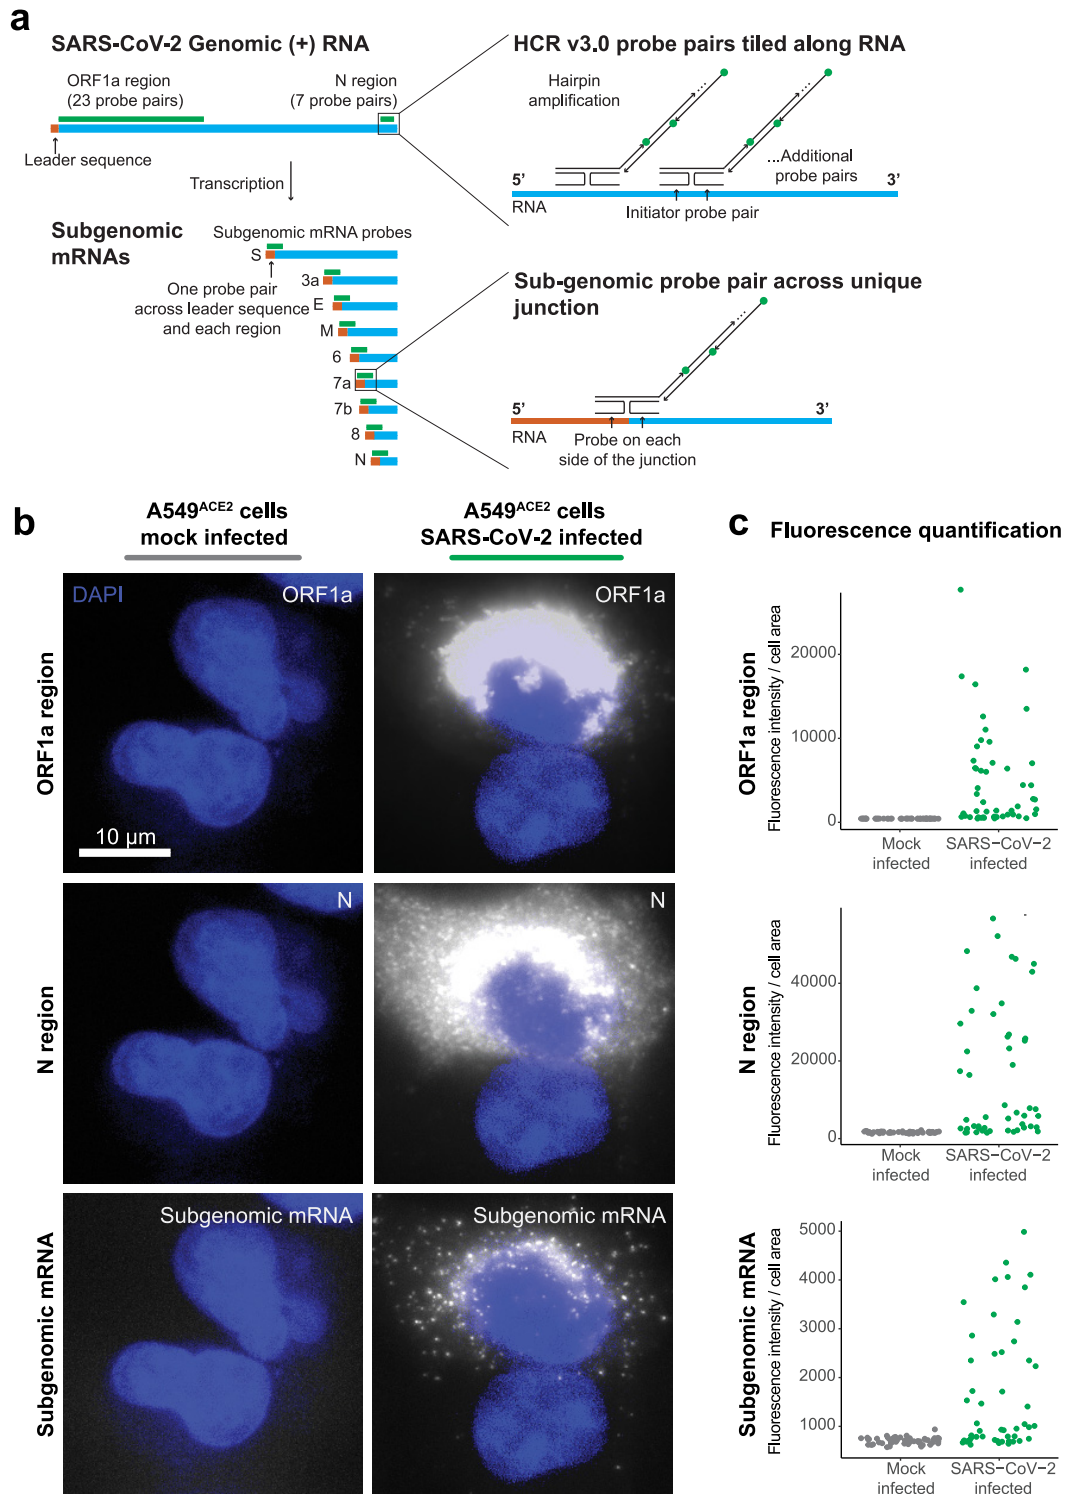 a
SARS-CoV-2 Genomic (+) RNA
ORF1a region
(23 probe pairs)
N region
(7 probe pairs)
Leader sequence
Transcription
HCR v3.0 probe pairs tiled along RNA
Hairpin
amplification
...Additional
probe pairs
5’
3’
RNA
Initiator probe pair
Subgenomic
mRNAs
Subgenomic mRNA probes
S
One probe pair
across leader sequence
and each region
3a
E
M
6
7a
7b
8
N
Sub-genomic probe pair across unique
junction
5’
3’
RNA
Probe on each
side of the junction
b
A549ACE2 cells
mock infected
A549ACE2 cells
SARS-CoV-2 infected
ORF1a region
DAPI
ORF1a
10 µm
ORF1a
N region
N
N
Subgenomic mRNA
Subgenomic mRNA
Subgenomic mRNA
c
Fluorescence quantification
ORF1a region
Fluorescence intensity / cell area
20000
10000
0
Mock
infected
SARS−CoV−2
infected
N region
Fluorescence intensity / cell area
40000
20000
0
Mock
infected
SARS−CoV−2
infected
Subgenomic mRNA
Fluorescence intensity / cell area
5000
4000
3000
2000
1000
Mock
infected
SARS−CoV−2
infected